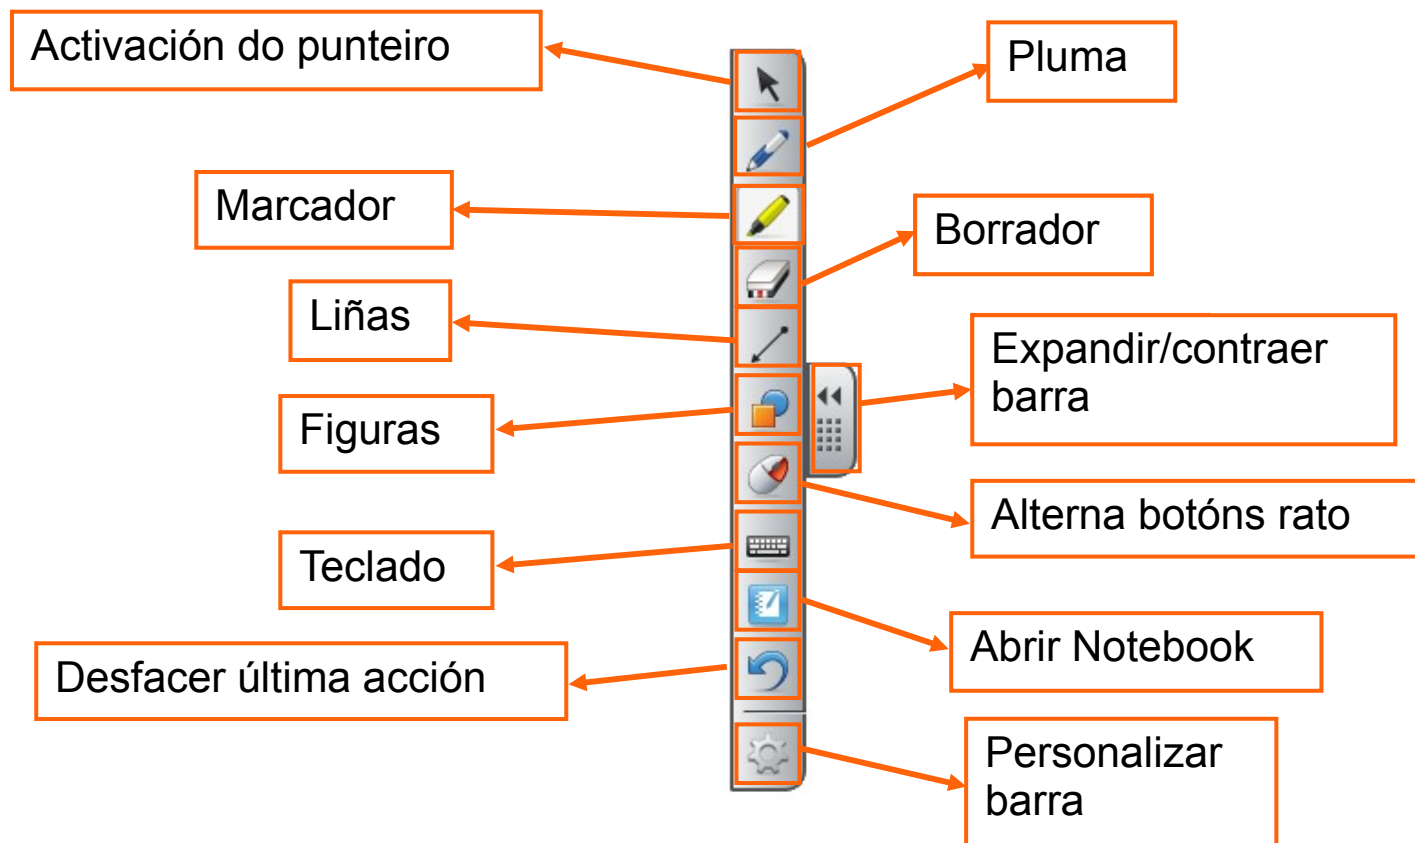 Activación do punteiro
Pluma
Marcador
Borrador
Liñas
Expandir/contraer
barra
Figuras
Alterna botóns rato
Teclado
Abrir Notebook
Desfacer última acción
Personalizar
barra